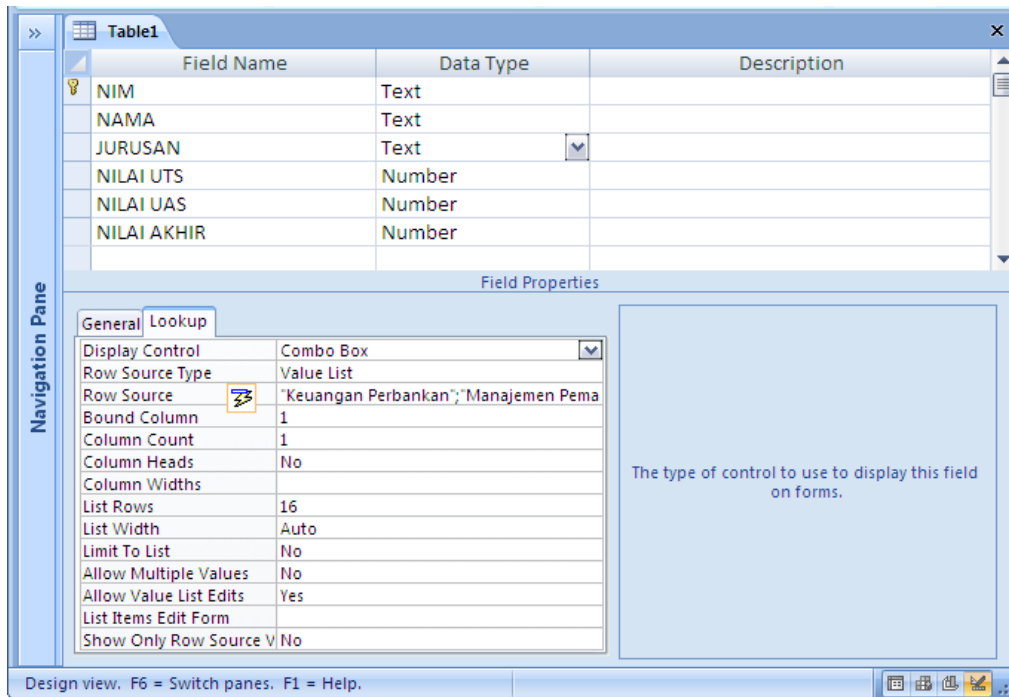 »
Table1
×
Field Name Data Type Description
NIM Text
NAMA Text
JURUSAN Text
NILAI UTS Number
NILAI UAS Number
NILAI AKHIR Number
Field Properties
Navigation Pane
General Lookup
Display Control Combo Box
Row Source Type Value List
Row Source "Keuangan Perbankan";"Manajemen Pema
Bound Column 1
Column Count 1
Column Heads No
Column Widths
List Rows 16
List Width Auto
Limit To List No
Allow Multiple Values No
Allow Value List Edits Yes
List Items Edit Form
Show Only Row Source V No
The type of control to use to display this field
on forms.
Design view. F6 = Switch panes. F1 = Help.